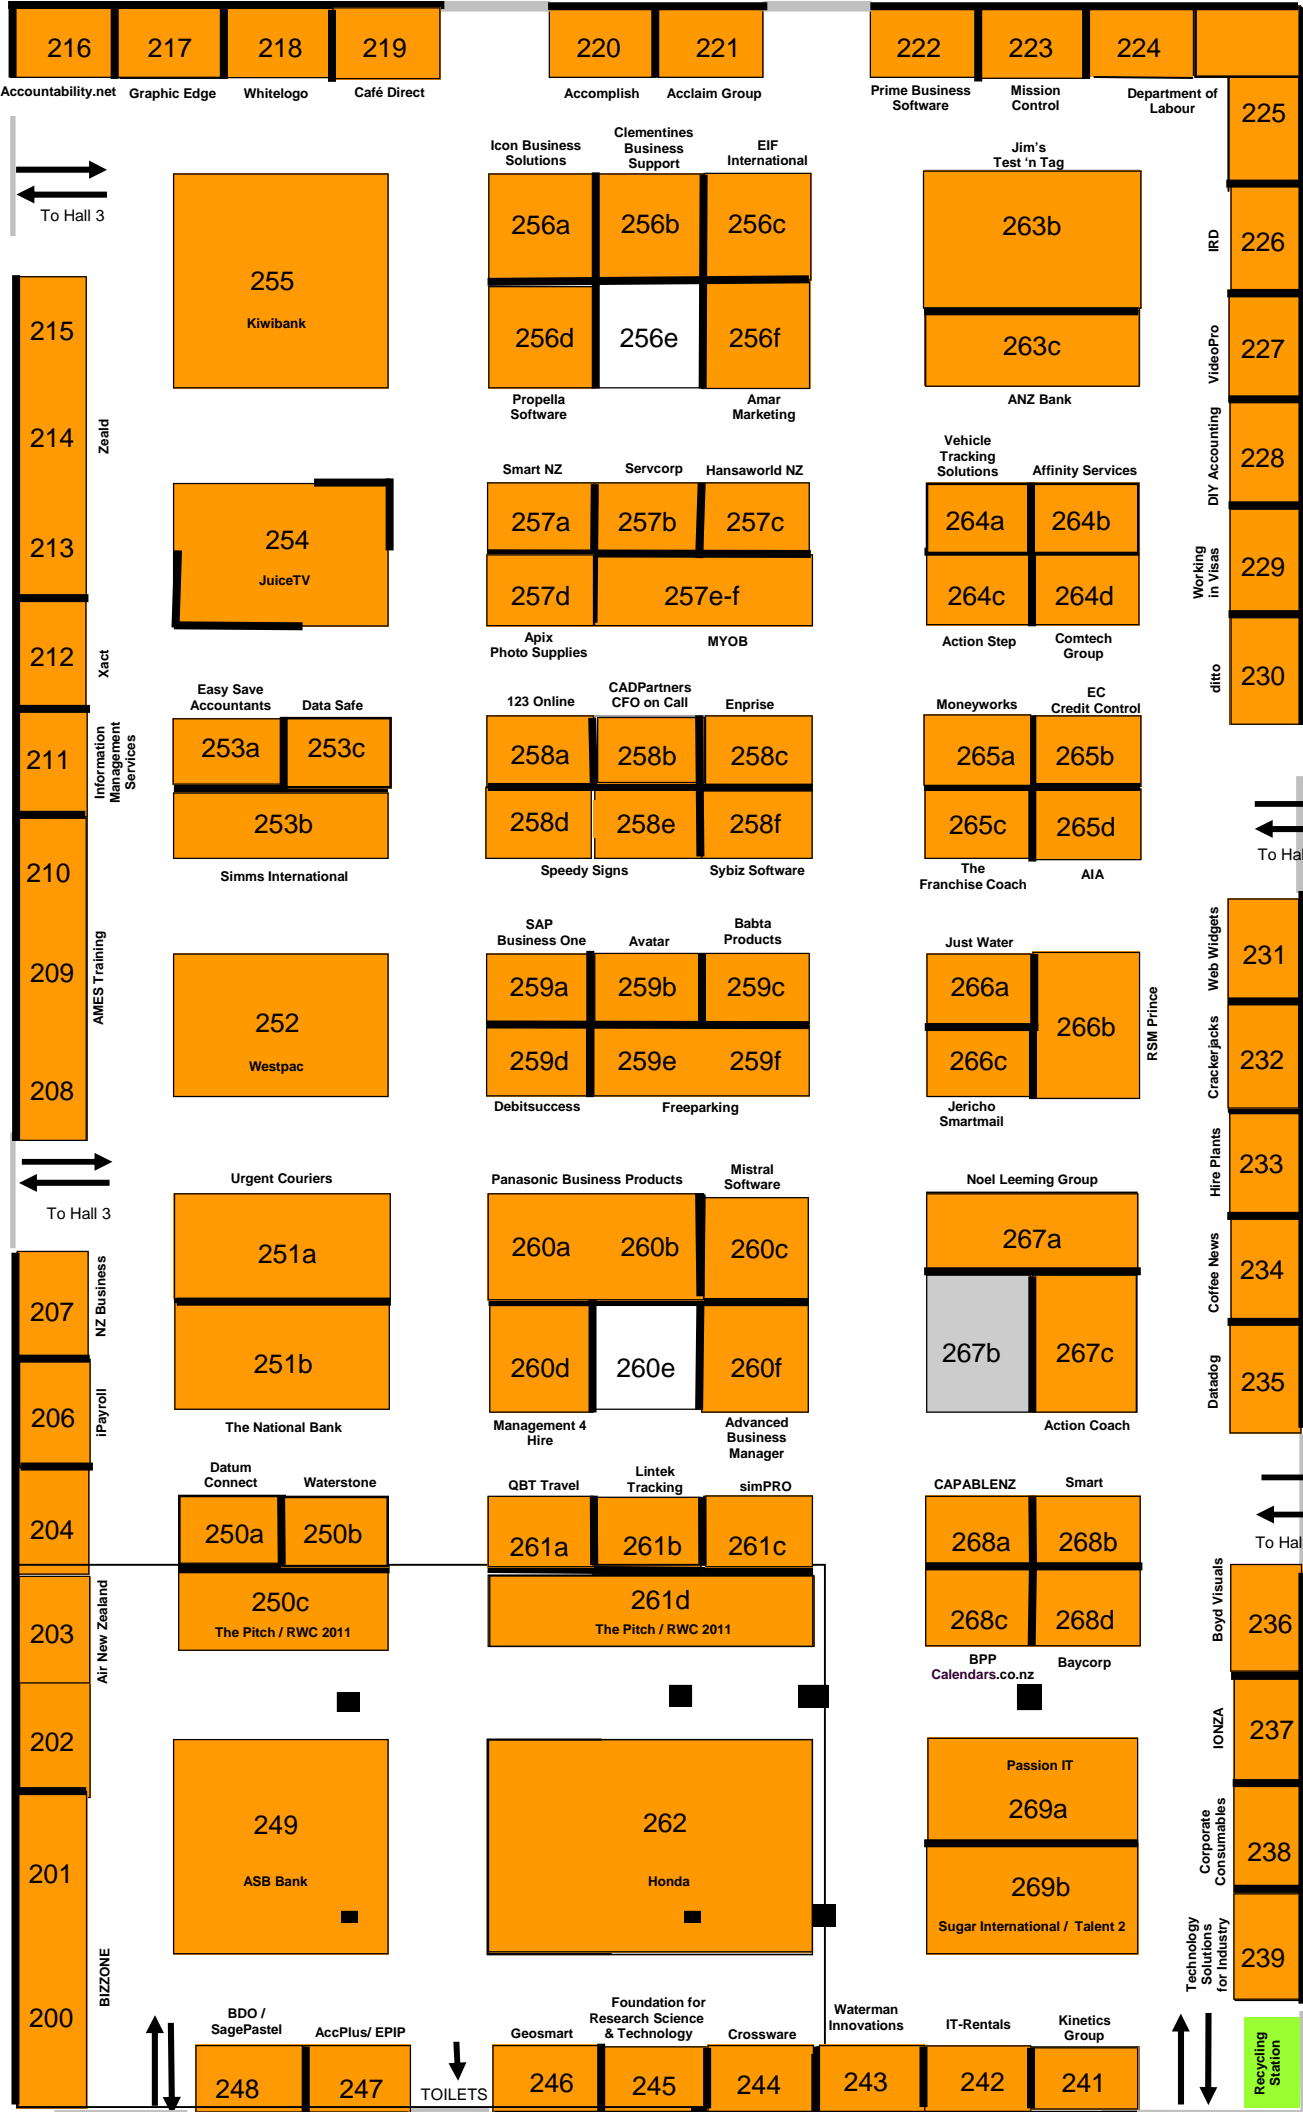 216
217
218
219
220
221
222
223
224
Accountability.net
Graphic Edge
Whitelogo
Café Direct
Accomplish
Acclaim Group
Prime Business
Software
Mission
Control
Department of
Labour
225
To Hall 3
255
Kiwibank
Icon Business
Solutions
Clementines
Business
Support
EIF
International
256a
256b
256c
256d
256e
256f
Propella
Software
Amar
Marketing
Jim's
Test 'n Tag
263b
263c
ANZ Bank
IRD
226
VideoPro
227
DIY Accounting
228
Working
in Visas
229
ditto
230
215
214
213
Zeald
212
Xact
211
Information
Management
Services
210
209
208
AMES Training
254
JuiceTV
Smart NZ
Servcorp
Hansaworld NZ
257a
257b
257c
257d
257e-f
Apix
Photo Supplies
MYOB
Vehicle
Tracking
Solutions
Affinity Services
264a
264b
264c
264d
Action Step
Comtech
Group
Easy Save
Accountants
Data Safe
253a
253c
253b
Simms International
123 Online
CADPartners
CFO on Call
Enprise
258a
258b
258c
258d
258e
258f
Speedy Signs
Sybiz Software
Moneyworks
EC
Credit Control
265a
265b
265c
265d
The
Franchise Coach
AIA
To Hal
252
Westpac
SAP
Business One
Avatar
Babta
Products
259a
259b
259c
259d
259e
259f
Debitsuccess
Freeparking
Just Water
266a
266b
266c
RSM Prince
Jericho
Smartmail
Web Widgets
231
Crackerjacks
232
Hire Plants
233
Coffee News
234
Datadog
235
To Hall 3
207
NZ Business
206
iPayroll
204
203
202
Air New Zealand
201
200
BIZZONE
Urgent Couriers
251a
251b
The National Bank
Panasonic Business Products
Mistral
Software
260a
260b
260c
260d
260e
260f
Management 4
Hire
Advanced
Business
Manager
Noel Leeming Group
267a
267b
267c
Action Coach
Datum
Connect
Waterstone
250a
250b
250c
The Pitch / RWC 2011
QBT Travel
Lintek
Tracking
simPRO
261a
261b
261c
261d
The Pitch / RWC 2011
CAPABLENZ
Smart
268a
268b
268c
268d
BPP
Calendars.co.nz
Baycorp
To Hal
Boyd Visuals
236
IONZA
237
Corporate
Consumables
238
Technology
Solutions
for Industry
239
249
ASB Bank
262
Honda
Passion IT
269a
269b
Sugar International / Talent 2
BDO /
SagePastel
AccPlus/ EPIP
248
247
TOILETS
Geosmart
Foundation for
Research Science
& Technology
Crossware
Waterman
Innovations
IT-Rentals
Kinetics
Group
246
245
244
243
242
241
Recycling
Station